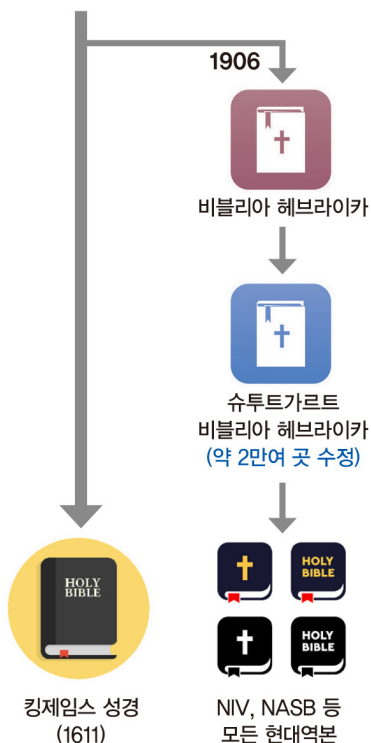 1906
비블리아 헤브라이카
슈투트가르트
비블리아 헤브라이카
(약 2만여 곳 수정)
HOLY
BIBLE
HOLY
BIBLE
HOLY
BIBLE
킹제임스 성경
(1611)
NIV, NASB 등
모든 현대역본